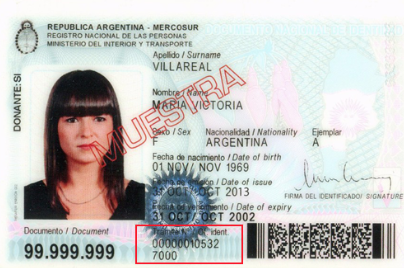 REPUBLICA ARGENTINA - MERCOSUR
REGISTRO NACIONAL DE LAS PERSONAS
MINISTERIO DEL INTERIOR Y TRANSPORTE
Apellido / Surname
VILLAREAL
Nombre / Name
MARIA VICTORIA
MUESTRA
Sexo / Sex Nacionalidad / Nationality Ejemplar
F ARGENTINA A
Fecha de nacimiento / Date of birth
01 NOV/ NOV 1969
Fecha de emisión / Date of issue
31 OCT/ OCT 2013
Fecha de vencimiento / Date of expiry
31 OCT/ OCT 2002
FIRMA DEL IDENTIFICADO/ SIGNATURE
DONANTE: SI
Documento / Document
99.999.999
ident.
00000010532
7000